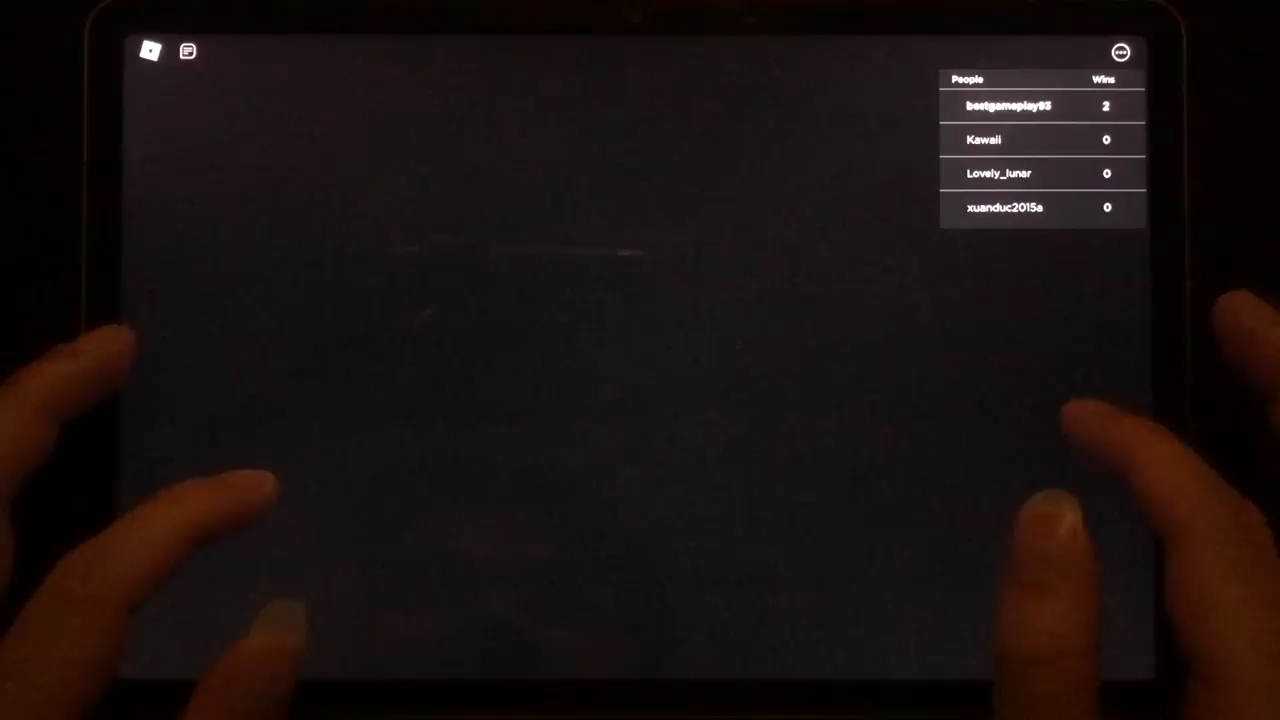 People Wins
bestgameplay93 2
Kawaii 0
Lovely_lunar 0
xuanduc2015a 0